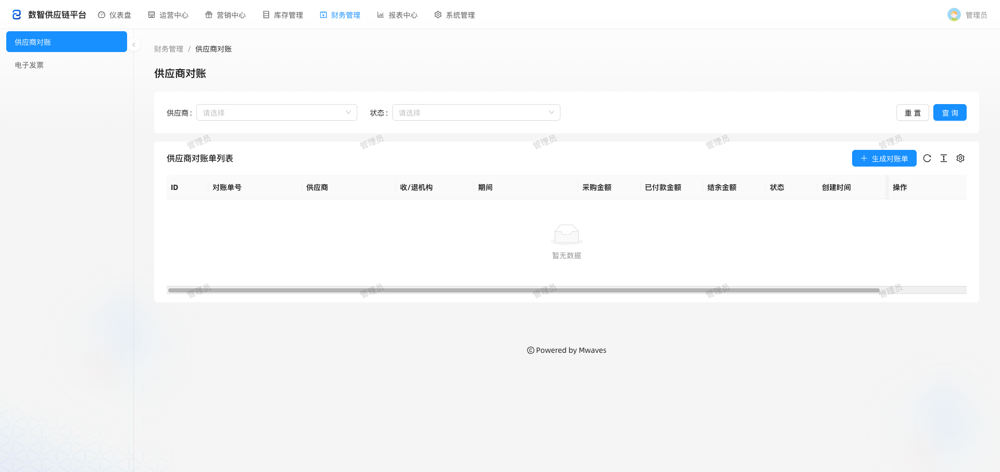 数智供应链平台 仪表盘 运营中心 营销中心 库存管理 财务管理 报表中心 系统管理 管理员
供应商对账
电子发票
财务管理 / 供应商对账
供应商对账
供应商 : 请选择 状态 : 请选择 重 置 查 询
管理员 管理员 管理员 管理员 管理员
供应商对账单列表 生成对账单
ID 对账单号 供应商 收/退机构 期间 采购金额 已付款金额 结余金额 状态 创建时间 操作
暂无数据
管理员 管理员 管理员 管理员 管理员
© Powered by Mwaves